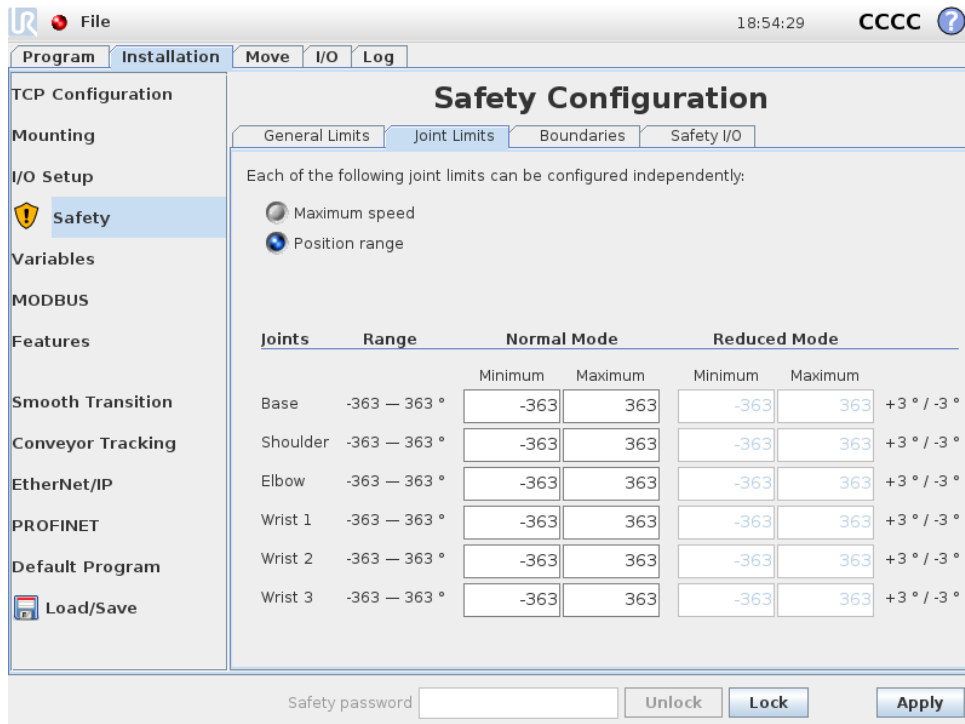 UR File 18:54:29 CCCC ?
Program Installation Move I/O Log
TCP Configuration
Mounting
I/O Setup
Safety
Variables
MODBUS
Features
Smooth Transition
Conveyor Tracking
EtherNet/IP
PROFINET
Default Program
Load/Save
Safety Configuration
General Limits Joint Limits Boundaries Safety I/O
Each of the following joint limits can be configured independently:
Maximum speed
Position range
Joints Range Normal Mode Reduced Mode
Minimum Maximum Minimum Maximum
Base -363 — 363 ° -363 363 -363 363 +3 ° / -3 °
Shoulder -363 — 363 ° -363 363 -363 363 +3 ° / -3 °
Elbow -363 — 363 ° -363 363 -363 363 +3 ° / -3 °
Wrist 1 -363 — 363 ° -363 363 -363 363 +3 ° / -3 °
Wrist 2 -363 — 363 ° -363 363 -363 363 +3 ° / -3 °
Wrist 3 -363 — 363 ° -363 363 -363 363 +3 ° / -3 °
Safety password Unlock Lock Apply